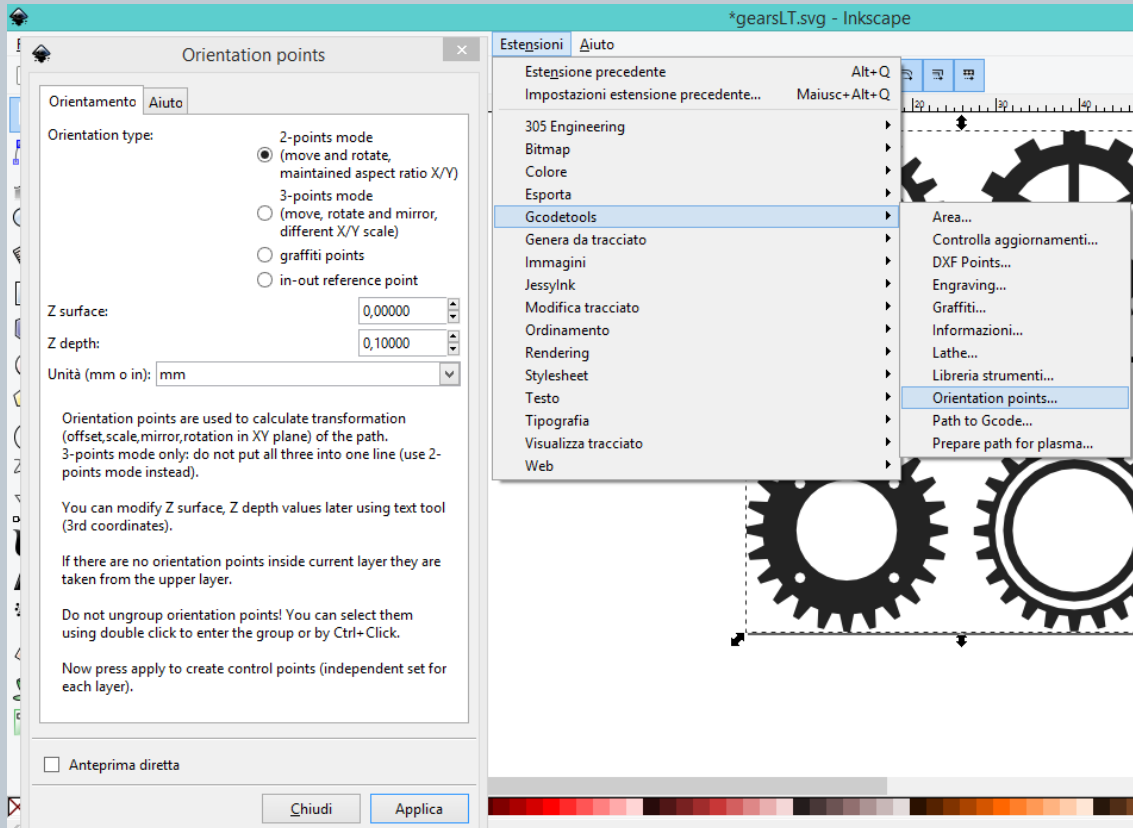 *gearsLT.svg - Inkscape
Orientation points
Orientamento
Aiuto
Orientation type:
2-points mode
(move and rotate,
maintained aspect ratio X/Y)
3-points mode
(move, rotate and mirror,
different X/Y scale)
graffiti points
in-out reference point
Z surface:
0,00000
Z depth:
0,10000
Unità (mm o in):
mm
Orientation points are used to calculate transformation
(offset,scale,mirror,rotation in XY plane) of the path.
3-points mode only: do not put all three into one line (use 2-
points mode instead).
You can modify Z surface, Z depth values later using text tool
(3rd coordinates).
If there are no orientation points inside current layer they are
taken from the upper layer.
Do not ungroup orientation points! You can select them
using double click to enter the group or by Ctrl+Click.
Now press apply to create control points (independent set for
each layer).
Anteprima diretta
Chiudi
Applica
Estensioni
Aiuto
Estensione precedente Alt+Q
Impostazioni estensione precedente... Maiusc+Alt+Q
305 Engineering
Bitmap
Colore
Esporta
Gcodetools
Genera da tracciato
Immagini
JessyInk
Modifica tracciato
Ordinamento
Rendering
Stylesheet
Testo
Tipografia
Visualizza tracciato
Web
20 30 40
Area...
Controlla aggiornamenti...
DXF Points...
Engraving...
Graffiti...
Informazioni...
Lathe...
Libreria strumenti...
Orientation points...
Path to Gcode...
Prepare path for plasma...